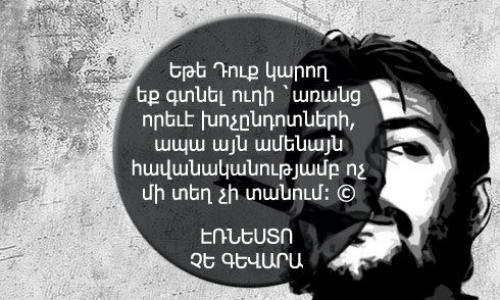 Եթե Դուք կարող
եք գտնել ուղի `առանց
որեւէ խոչընդոտների,
ապա այն ամենայն
հավանականությամբ ոչ
մի տեղ չի տանում: ©
ԷՌՆԵՍՏՈ
ՉԵ ԳԵՎԱՐԱ